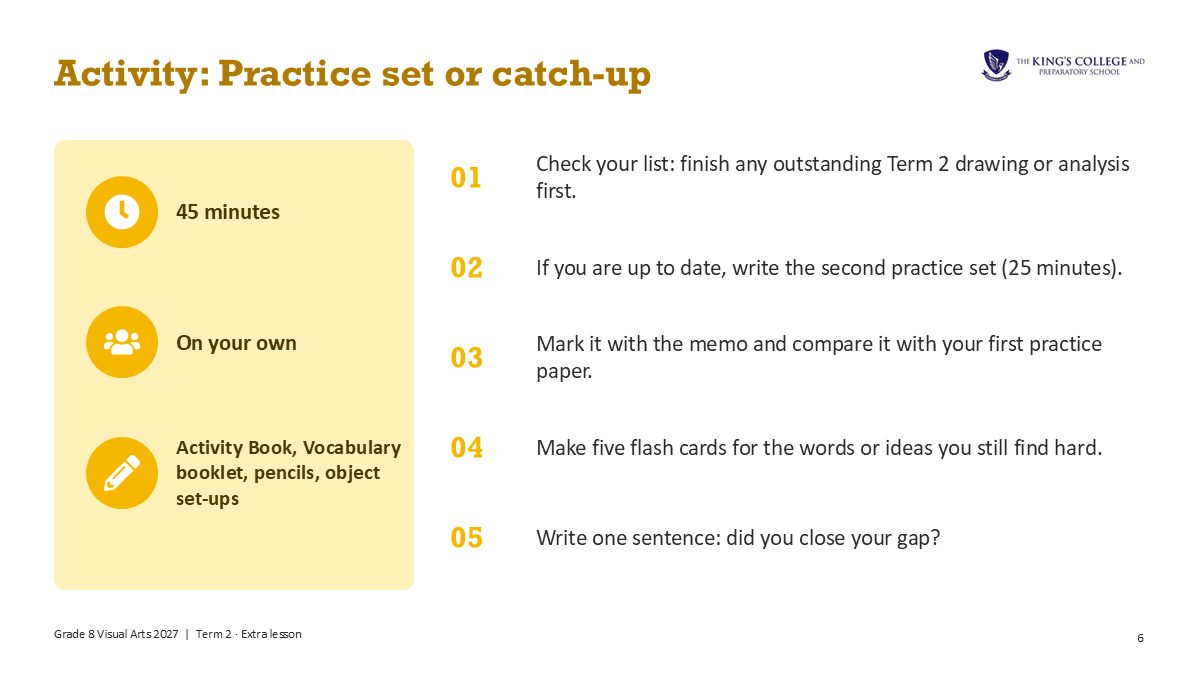 Activity: Practice set or catch-up
THE KING'S COLLEGE AND
PREPARATORY SCHOOL
45 minutes
On your own
Activity Book, Vocabulary
booklet, pencils, object
set-ups
01
Check your list: finish any outstanding Term 2 drawing or analysis
first.
02
If you are up to date, write the second practice set (25 minutes).
03
Mark it with the memo and compare it with your first practice
paper.
04
Make five flash cards for the words or ideas you still find hard.
05
Write one sentence: did you close your gap?
Grade 8 Visual Arts 2027 | Term 2 · Extra lesson
6